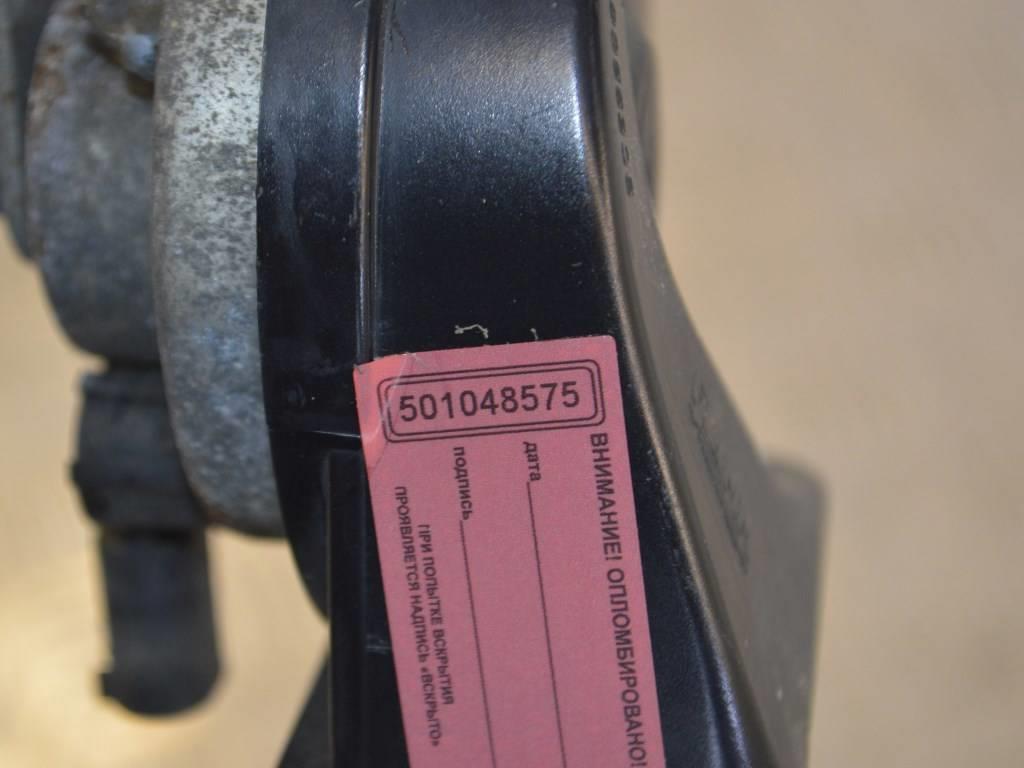 501048575
ВНИМАНИЕ! ОПЛОМБИРОВАНО!
дата
подпись
ПРИ ПОПЫТКЕ ВСКРЫТИЯ
ПРОЯВЛЯЕТСЯ НАДПИСЬ «ВСКРЫТО»